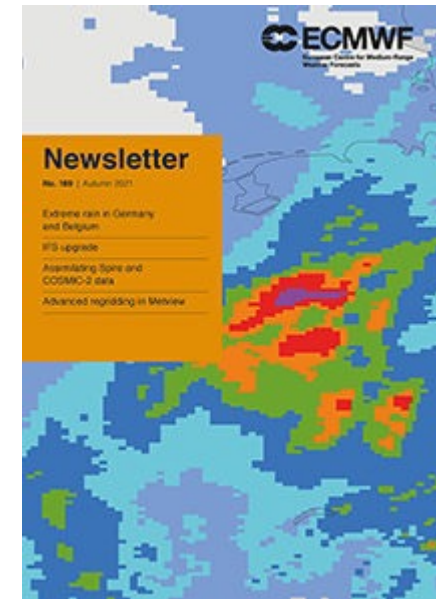 ECMWF
European Centre for Medium-Range
Weather Forecasts
Newsletter
No. 169 | Autumn 2021
Extreme rain in Germany
and Belgium
IFS upgrade
Assimilating Spire and
COSMIC-2 data
Advanced regridding in Metview